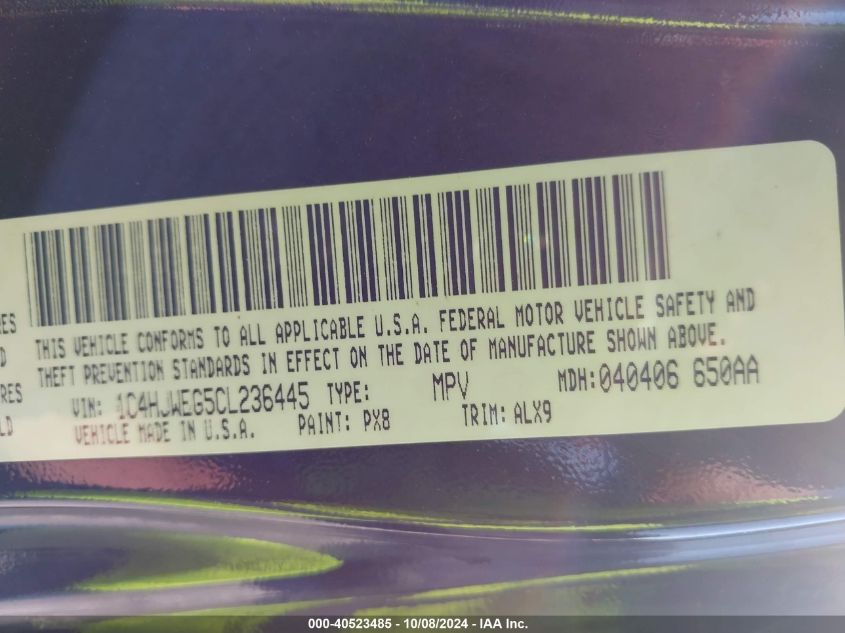 THIS VEHICLE CONFORMS TO ALL APPLICABLE U.S.A. FEDERAL MOTOR VEHICLE SAFETY AND
THEFT PREVENTION STANDARDS IN EFFECT ON THE DATE OF MANUFACTURE SHOWN ABOVE.
VIN: 1C4HJWEG5CL236445 TYPE: MPV MDH: 040406 650AA
VEHICLE MADE IN U.S.A. PAINT: PX8 TRIM: ALX9
000-40523485 - 10/08/2024 - IAA Inc.